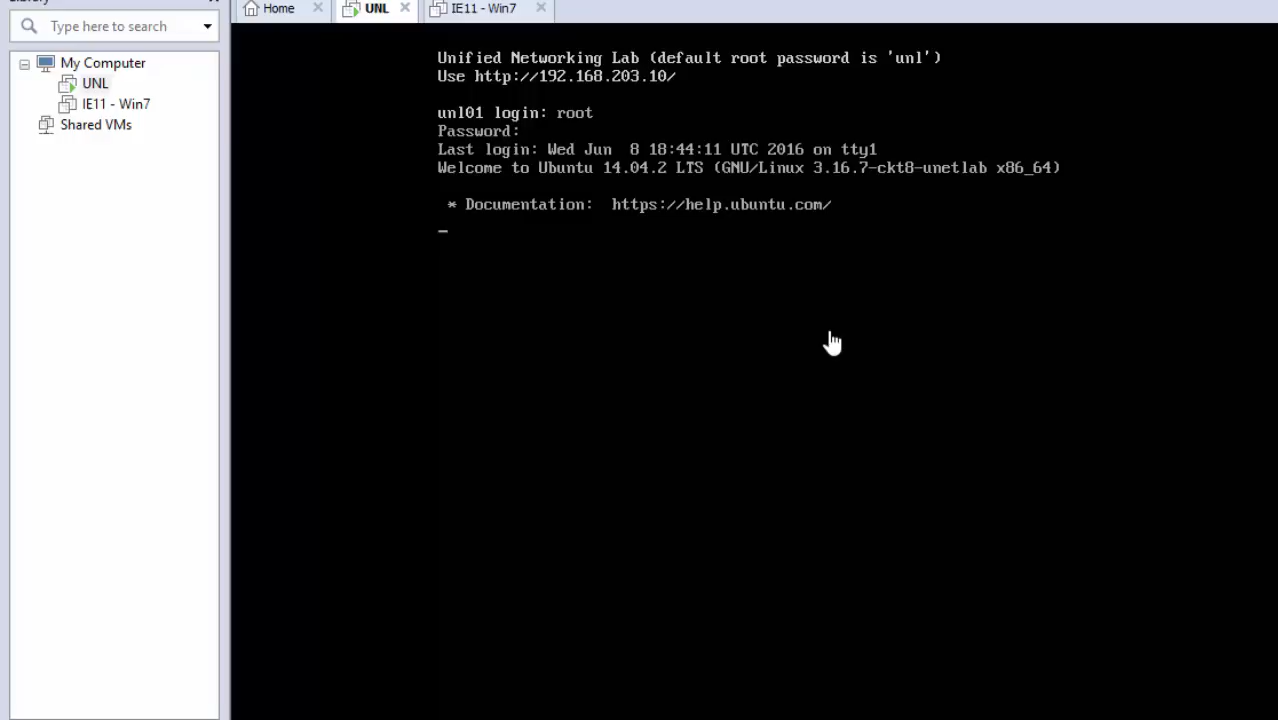 Library
Home
UNL
IE11 - Win7
Type here to search
My Computer
UNL
IE11 - Win7
Shared VMs
Unified Networking Lab (default root password is 'unl')
Use http://192.168.203.10/
unl01 login: root
Password:
Last login: Wed Jun  8 18:44:11 UTC 2016 on tty1
Welcome to Ubuntu 14.04.2 LTS (GNU/Linux 3.16.7-ckt8-unetlab x86_64)
* Documentation:  https://help.ubuntu.com/
_